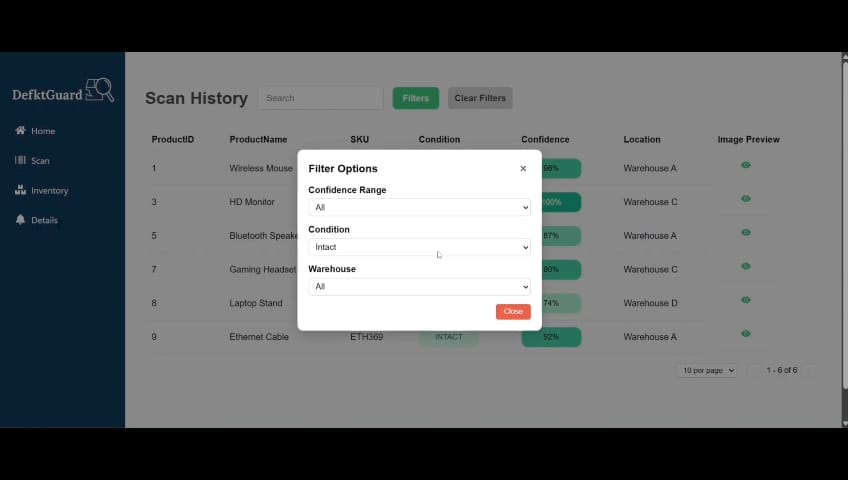 DefktGuard
Home
Scan
Inventory
Details
Scan History
Search
Filters
Clear Filters
ProductID
ProductName
SKU
Condition
Confidence
Location
Image Preview
1
Wireless Mouse
96%
Warehouse A
3
HD Monitor
100%
Warehouse C
5
Bluetooth
87%
Warehouse A
7
Gaming Headset
90%
Warehouse C
8
Laptop Stand
74%
Warehouse D
9
Ethernet Cable
ETH369
INTACT
92%
Warehouse A
10 per page
1 - 6 of 6
Filter Options
×
Confidence Range
All
Condition
Intact
Warehouse
All
Close